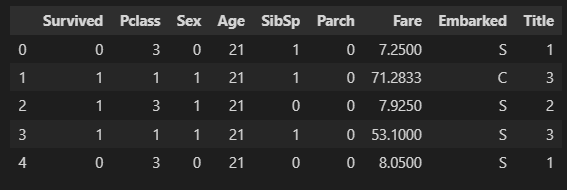 Survived Pclass Sex Age SibSp Parch Fare Embarked Title
0 0 3 0 21 1 0 7.2500 S 1
1 1 1 1 21 1 0 71.2833 C 3
2 1 3 1 21 0 0 7.9250 S 2
3 1 1 1 21 1 0 53.1000 S 3
4 0 3 0 21 0 0 8.0500 S 1